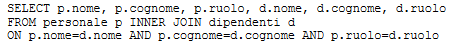 SELECT p.nome, p.cognome, p.ruolo, d.nome, d.cognome, d.ruolo
FROM personale p INNER JOIN dipendenti d
ON p.nome=d.nome AND p.cognome=d.cognome AND p.ruolo=d.ruolo